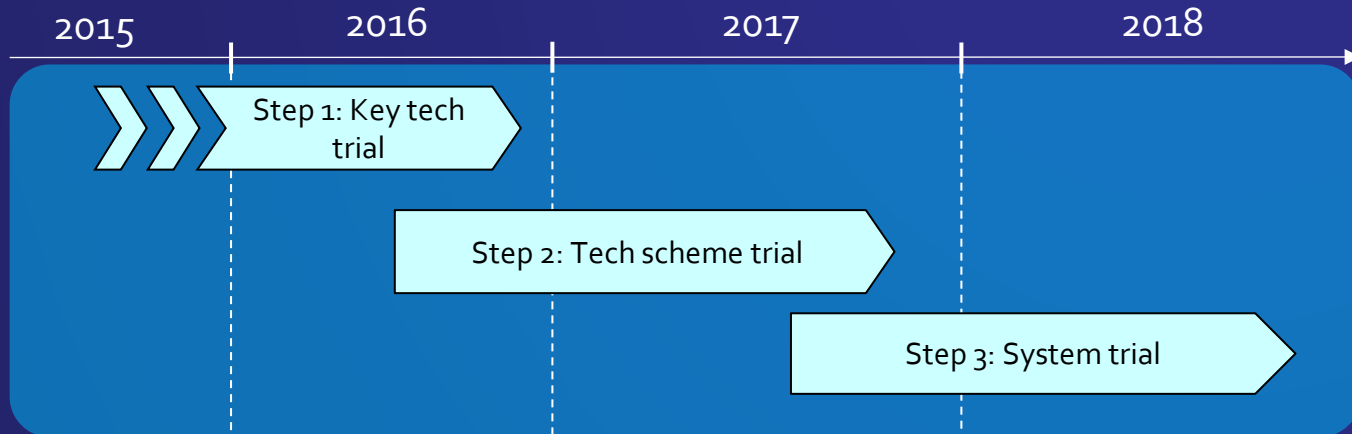 2015 2016 2017 2018
Step 1: Key tech
trial
Step 2: Tech scheme trial
Step 3: System trial